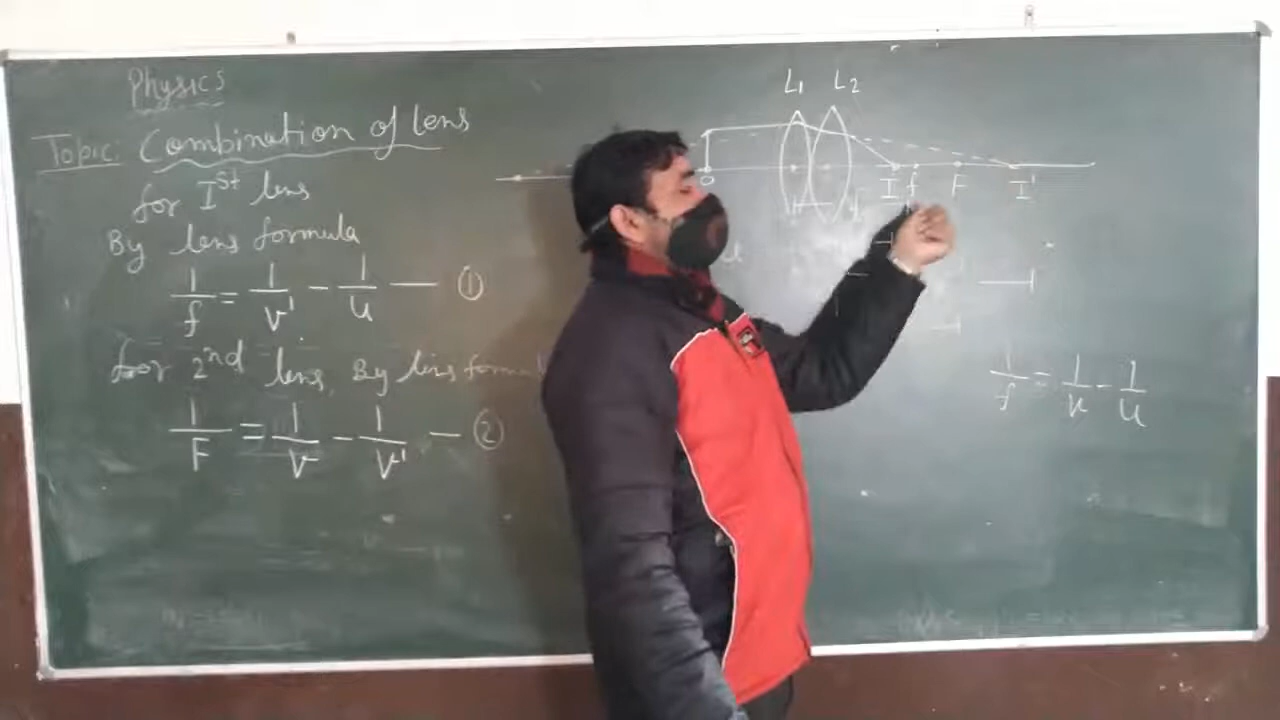 Physics
Topic: Combination of lens
for Ist lens
By lens formula
1/f = 1/v' - 1/u — ①
for 2nd lens, By lens formu
1/F = 1/v - 1/v' — ②
L1 L2
O I f F I'
u
1/f = 1/v - 1/u